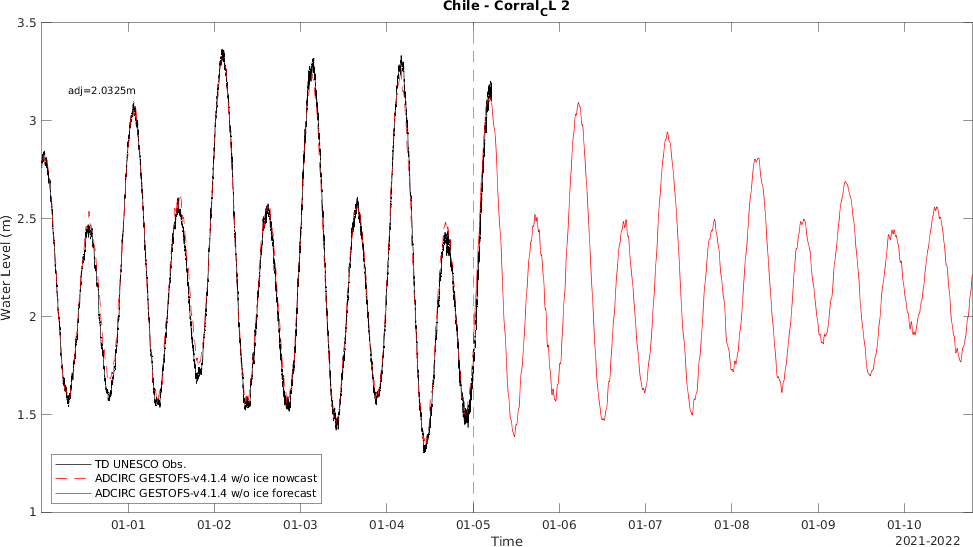 Chile - Corral_CL 2
3.5
adj=2.0325m
3
2.5
Water Level (m)
2
1.5
TD UNESCO Obs.
ADCIRC GESTOFS-v4.1.4 w/o ice nowcast
ADCIRC GESTOFS-v4.1.4 w/o ice forecast
1
01-01 01-02 01-03 01-04 01-05 01-06 01-07 01-08 01-09 01-10
Time
2021-2022